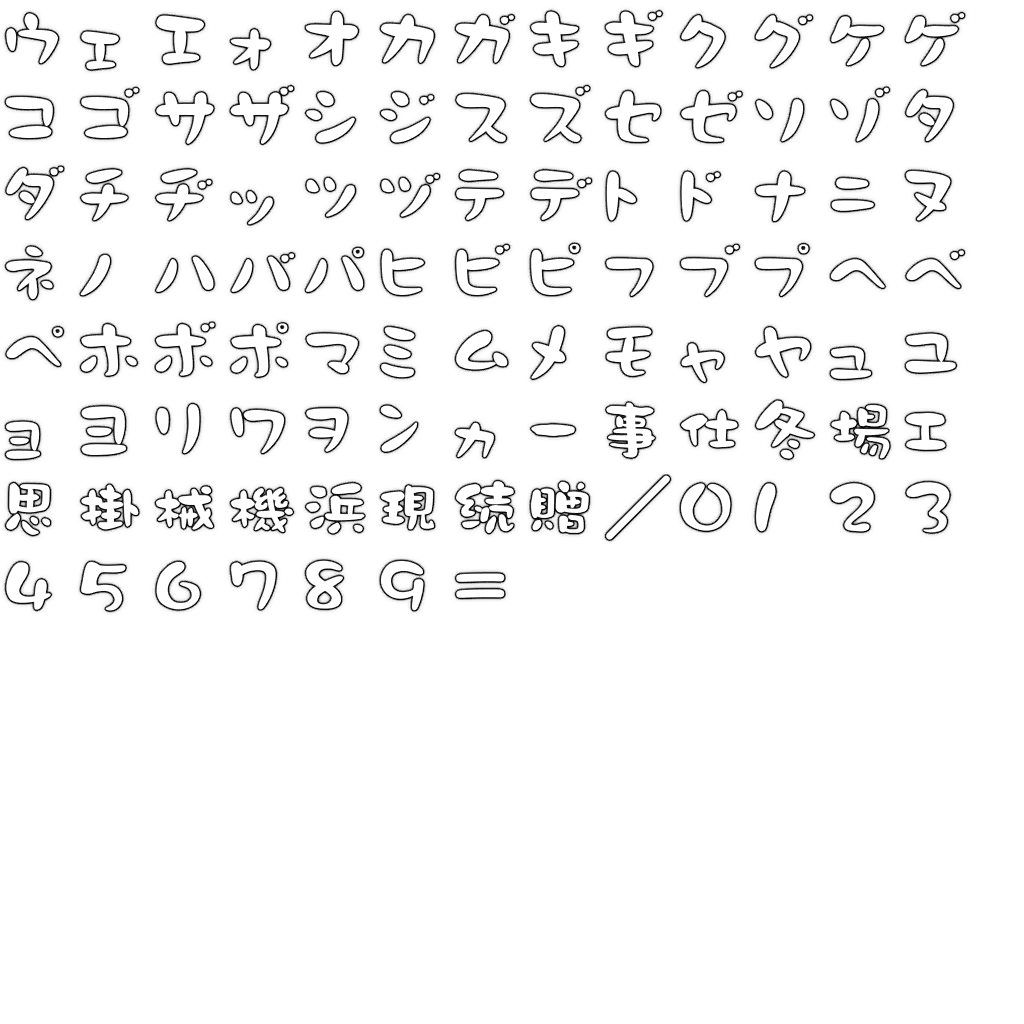 ウェエォオカガキギクグケゲ
コゴサザシジスズセゼソゾタ
ダチヂッツヅテデトドナニヌ
ネノハバパヒビピフブプヘベ
ペホボポマミムメモャヤュユ
ョヨリワヲンヵー事仕冬場工
思掛械機浜現続贈/0123
456789=